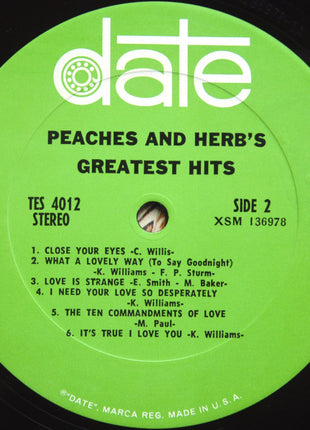 date
PEACHES AND HERB'S
GREATEST HITS
TES 4012
STEREO
SIDE 2
XSM 136978
1. CLOSE YOUR EYES -C. Willis-
2. WHAT A LOVELY WAY (To Say Goodnight)
-K. Williams - F. P. Sturm-
3. LOVE IS STRANGE -E. Smith - M. Baker-
4. I NEED YOUR LOVE SO DESPERATELY
-K. Williams-
5. THE TEN COMMANDMENTS OF LOVE
-M. Paul-
6. IT'S TRUE I LOVE YOU -K. Williams-
®"DATE", MARCA REG. MADE IN U. S. A.